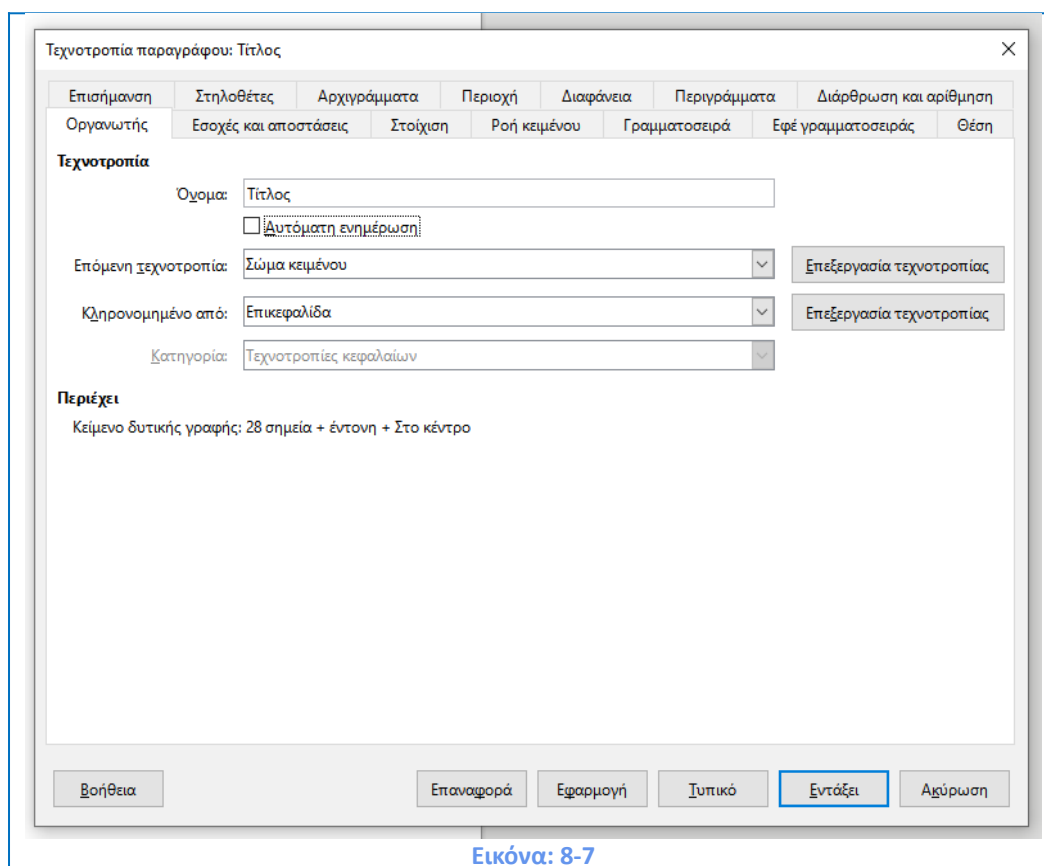 Τεχνοτροπία παραγράφου: Τίτλος
Επισήμανση Στηλοθέτες Αρχιγράμματα Περιοχή Διαφάνεια Περιγράμματα Διάρθρωση και αρίθμηση
Οργανωτής Εσοχές και αποστάσεις Στοίχιση Ροή κειμένου Γραμματοσειρά Εφέ γραμματοσειράς Θέση
Τεχνοτροπία
Όνομα: Τίτλος
Αυτόματη ενημέρωση
Επόμενη τεχνοτροπία: Σώμα κειμένου Επεξεργασία τεχνοτροπίας
Κληρονομημένο από: Επικεφαλίδα Επεξεργασία τεχνοτροπίας
Κατηγορία: Τεχνοτροπίες κεφαλαίων
Περιέχει
Κείμενο δυτικής γραφής: 28 σημεία + έντονη + Στο κέντρο
Βοήθεια Επαναφορά Εφαρμογή Τυπικό Εντάξει Ακύρωση
Εικόνα: 8-7